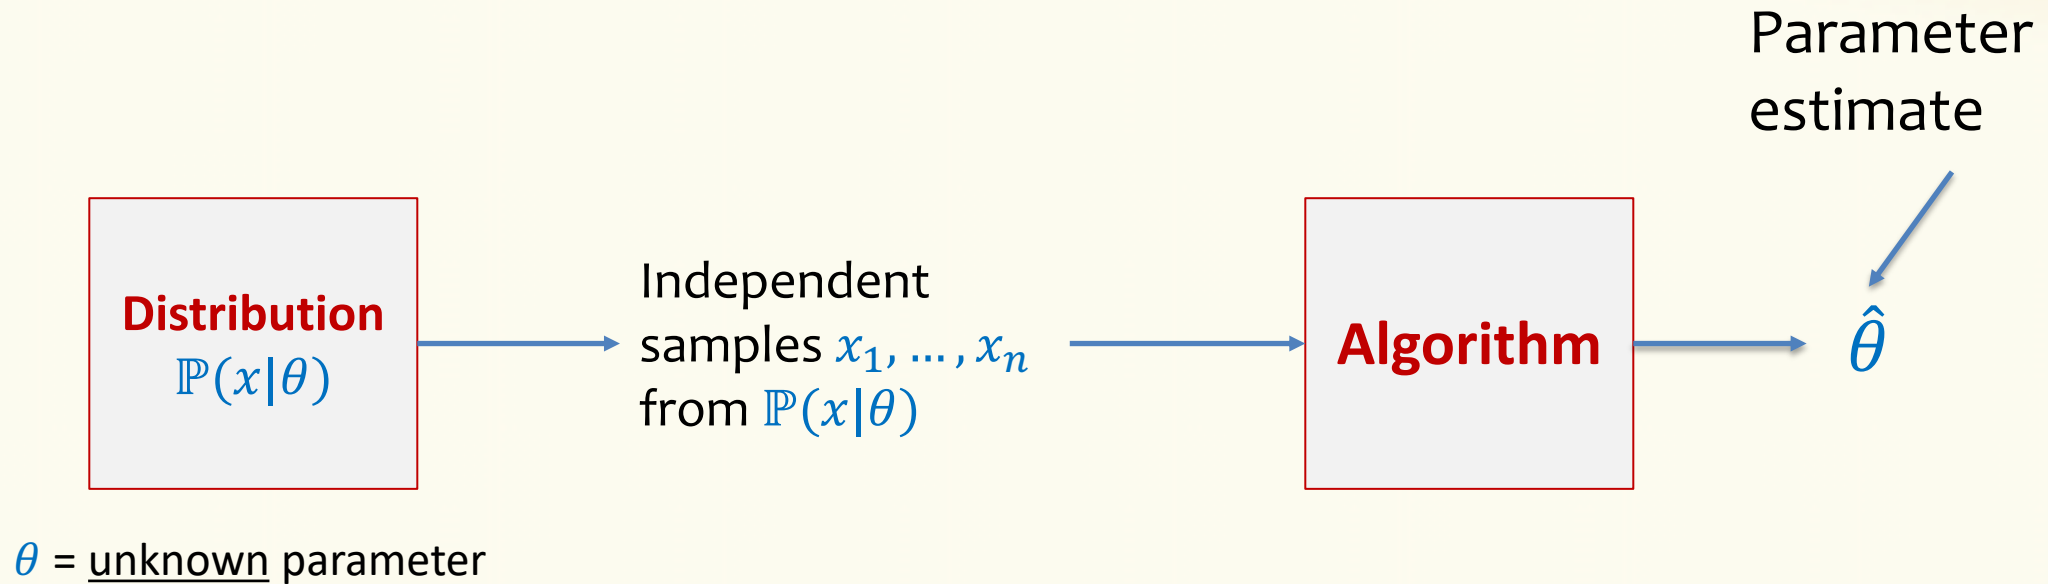 Parameter
estimate
Distribution
ℙ(x|θ)
Independent
samples x₁, … , xₙ
from ℙ(x|θ)
Algorithm
θ̂
θ = unknown parameter